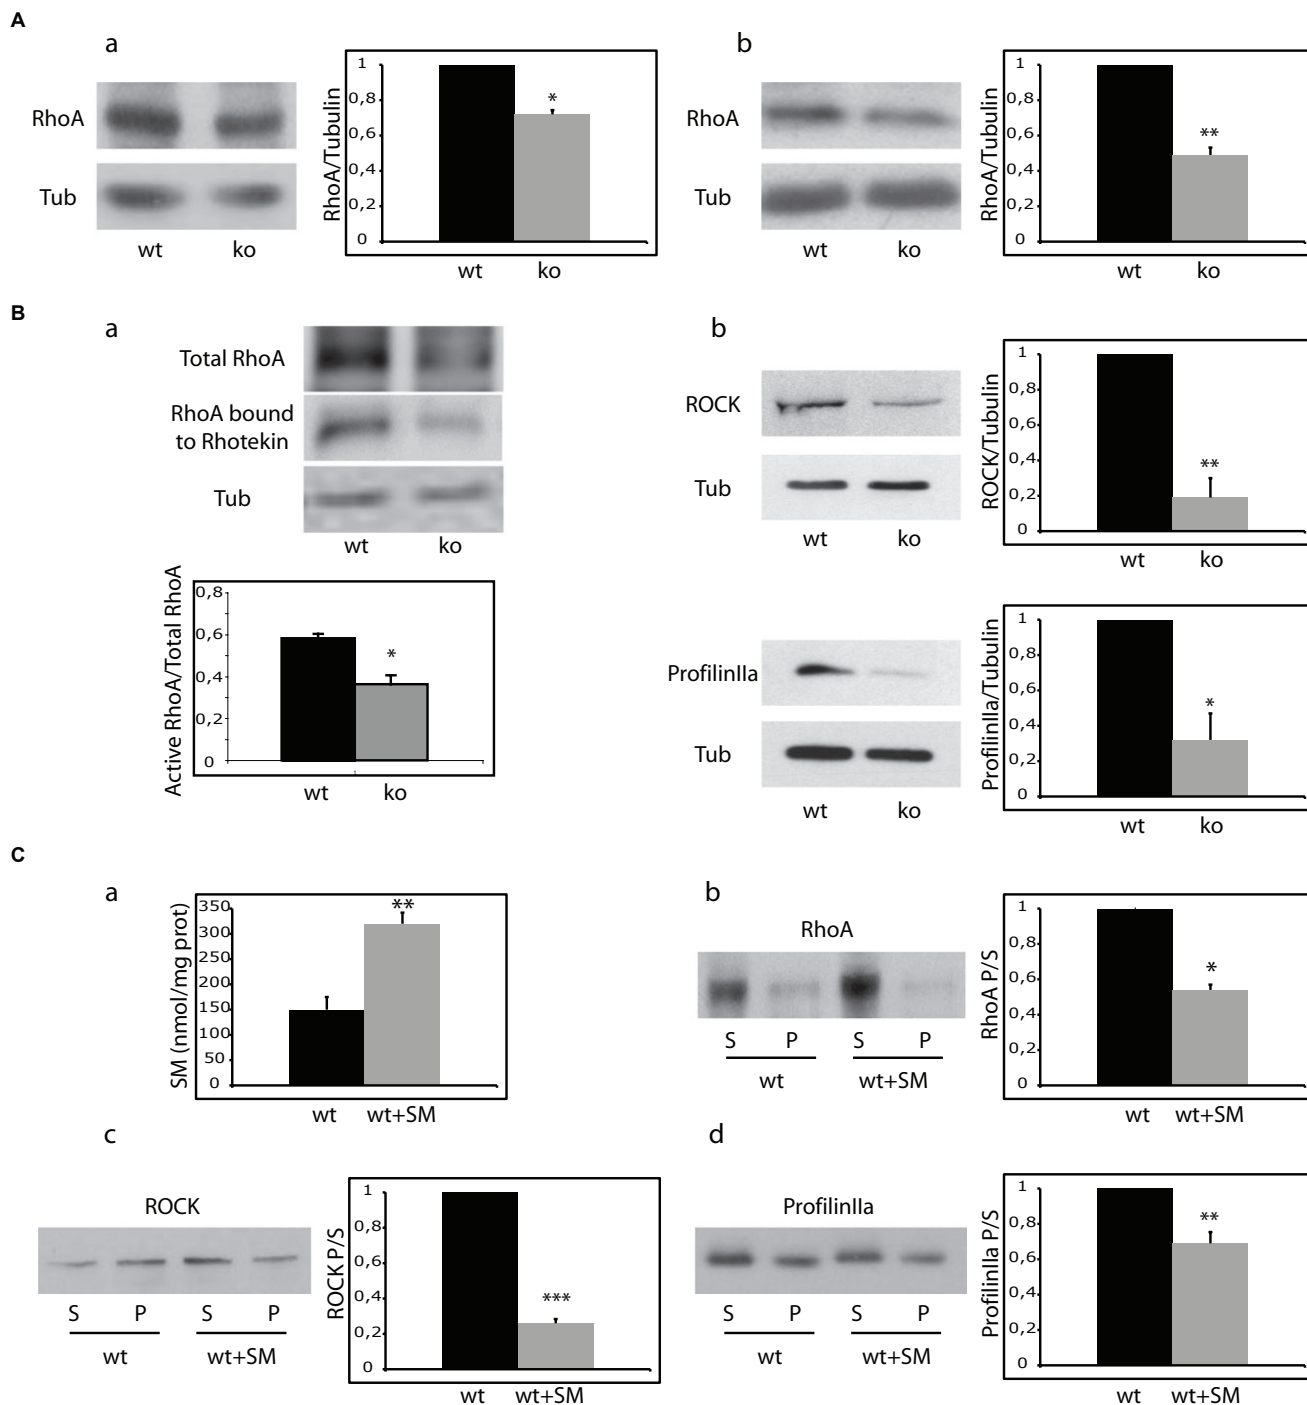 A
a
RhoA
Tub
wt ko
RhoA/Tubulin
1
0,8
0,6
0,4
0,2
0
*
wt ko
b
RhoA
Tub
wt ko
RhoA/Tubulin
1
0,8
0,6
0,4
0,2
0
**
wt ko
B
a
Total RhoA
RhoA bound
to Rhotekin
Tub
wt ko
Active RhoA/Total RhoA
0,8
0,6
0,4
0,2
0
*
wt ko
b
ROCK
Tub
wt ko
ROCK/Tubulin
1
0,8
0,6
0,4
0,2
0
**
wt ko
ProfilinIIa
Tub
wt ko
ProfilinIIa/Tubulin
1
0,8
0,6
0,4
0,2
0
*
wt ko
C
a
SM (nmol/mg prot)
350
300
250
200
150
100
50
0
**
wt wt+SM
b
RhoA
S P S P
wt wt+SM
RhoA P/S
1
0,8
0,6
0,4
0,2
0
*
wt wt+SM
c
ROCK
S P S P
wt wt+SM
ROCK P/S
1
0,8
0,6
0,4
0,2
0
***
wt wt+SM
d
ProfilinIIa
S P S P
wt wt+SM
ProfilinIIa P/S
1
0,8
0,6
0,4
0,2
0
**
wt wt+SM